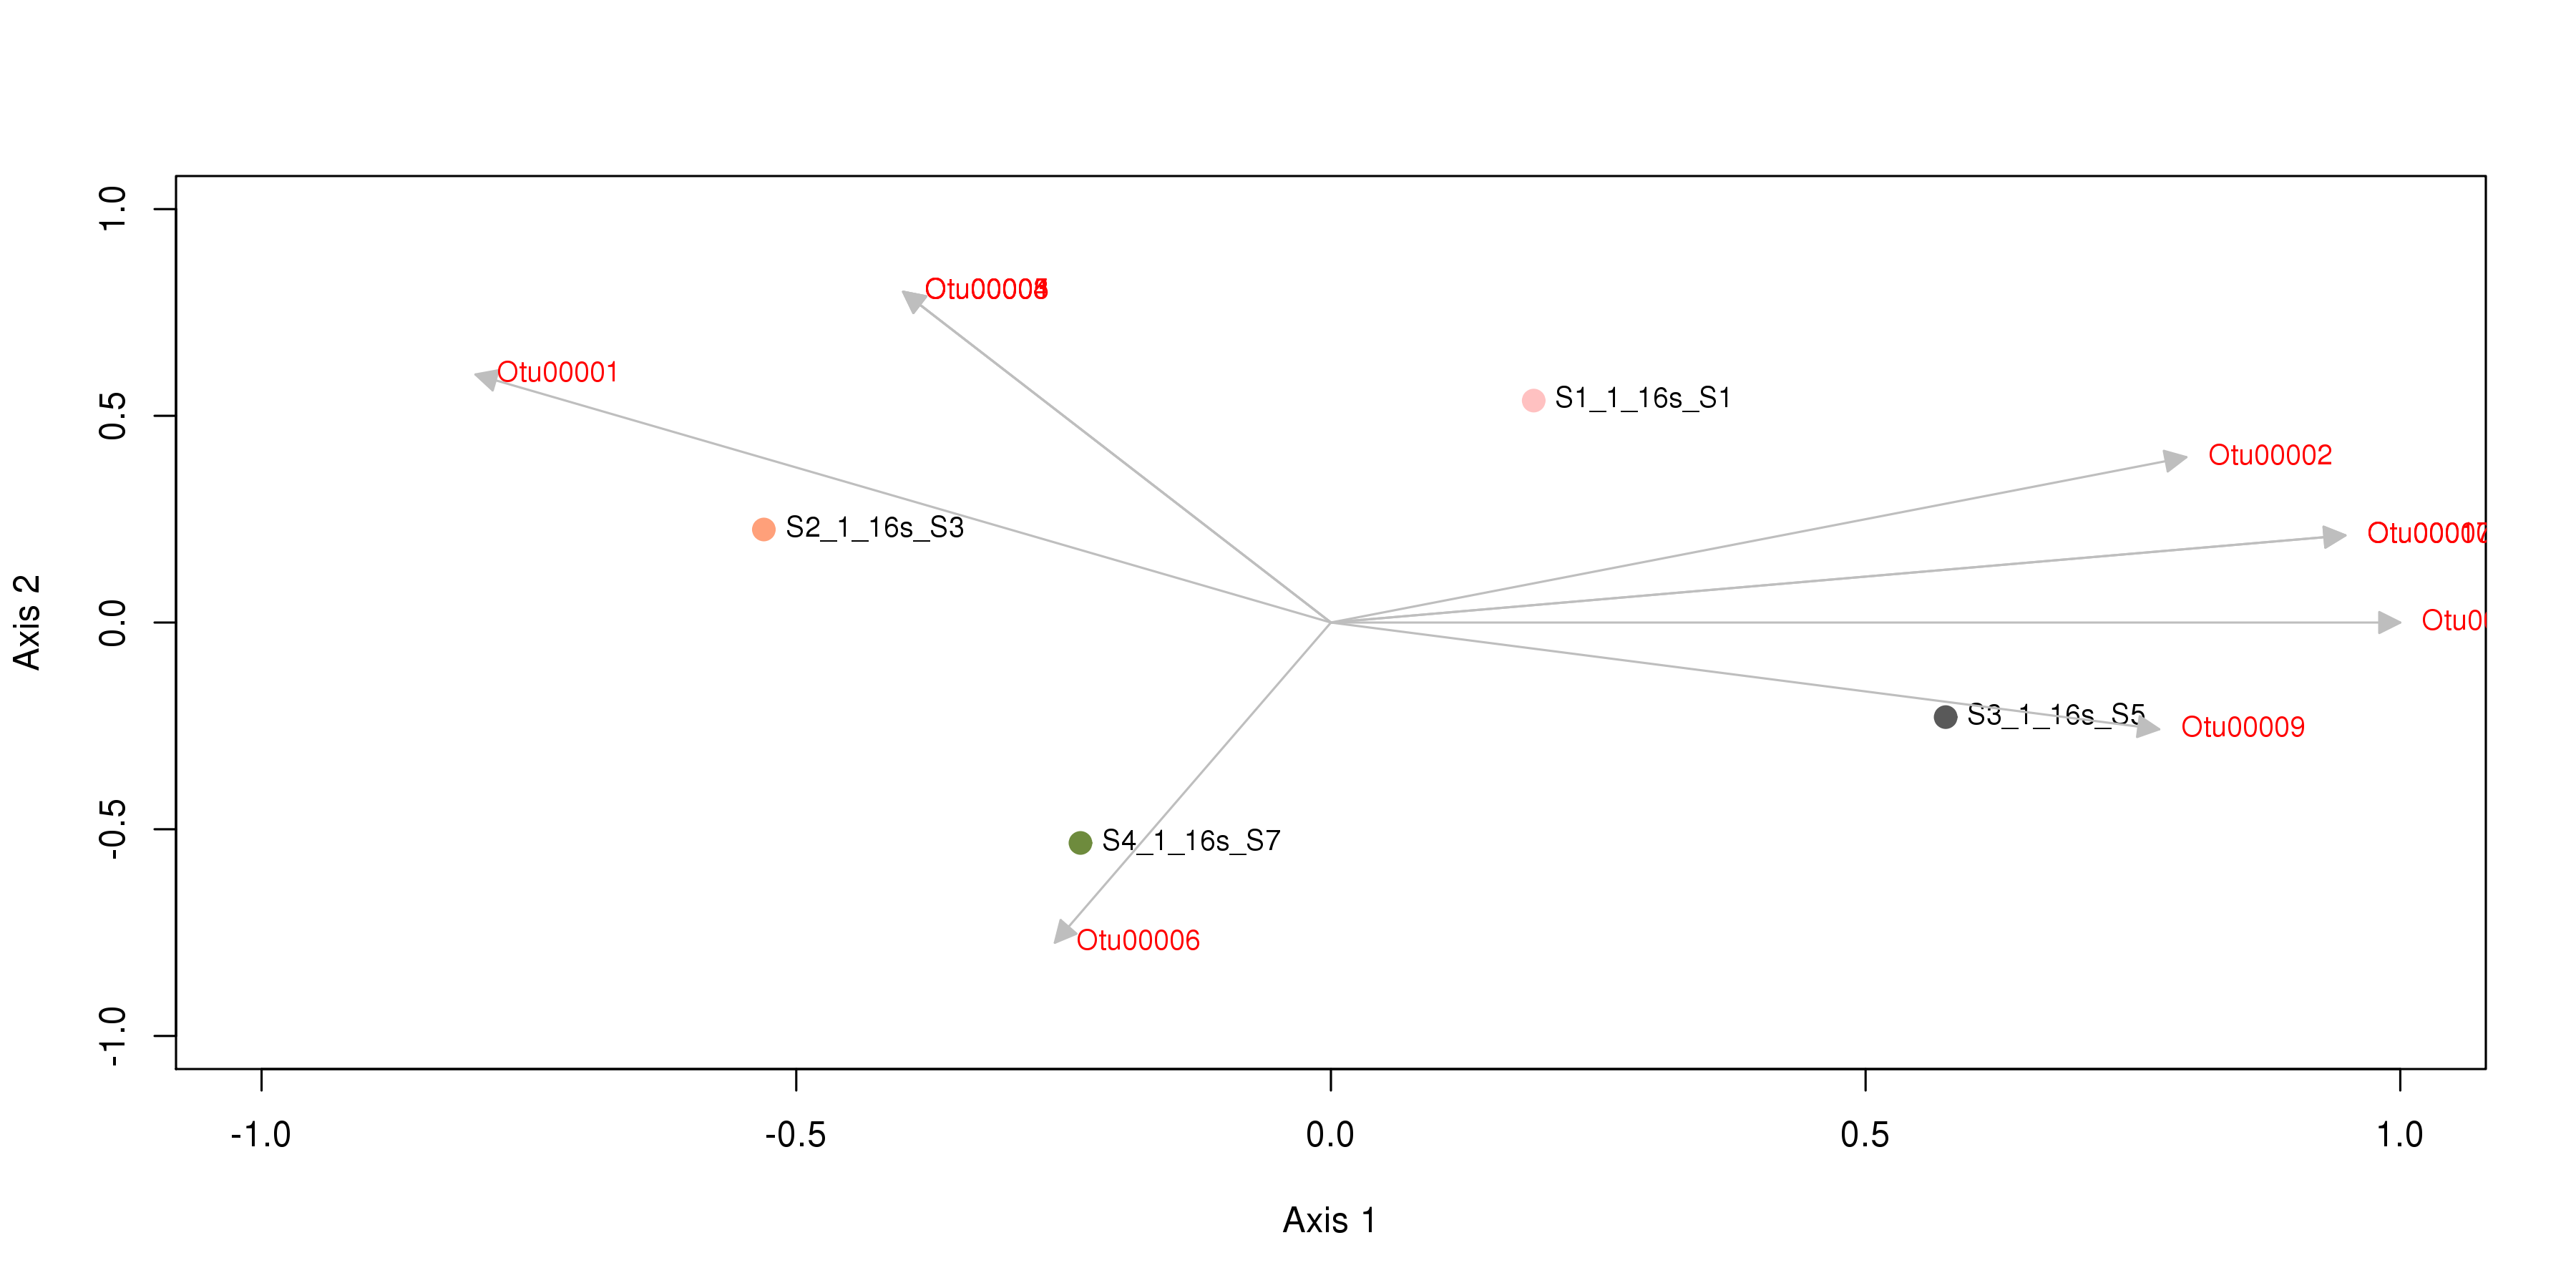 1.0
Otu00001
S1_1_16s_S1
0.5
Otu00002
S2_1_16s_S3
0.0
Axis 2
S3_1_16s_S5
Otu00009
S4_1_16s_S7
-0.5
Otu00006
-1.0
-1.0 -0.5 0.0 0.5 1.0
Axis 1